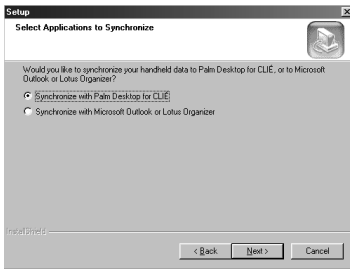 Setup
Select Applications to Synchronize
Would you like to synchronize your handheld data to Palm Desktop for CLIÉ, or to Microsoft
Outlook or Lotus Organizer?
Synchronize with Palm Desktop for CLIÉ
Synchronize with Microsoft Outlook or Lotus Organizer
InstallShield
< Back
Next >
Cancel